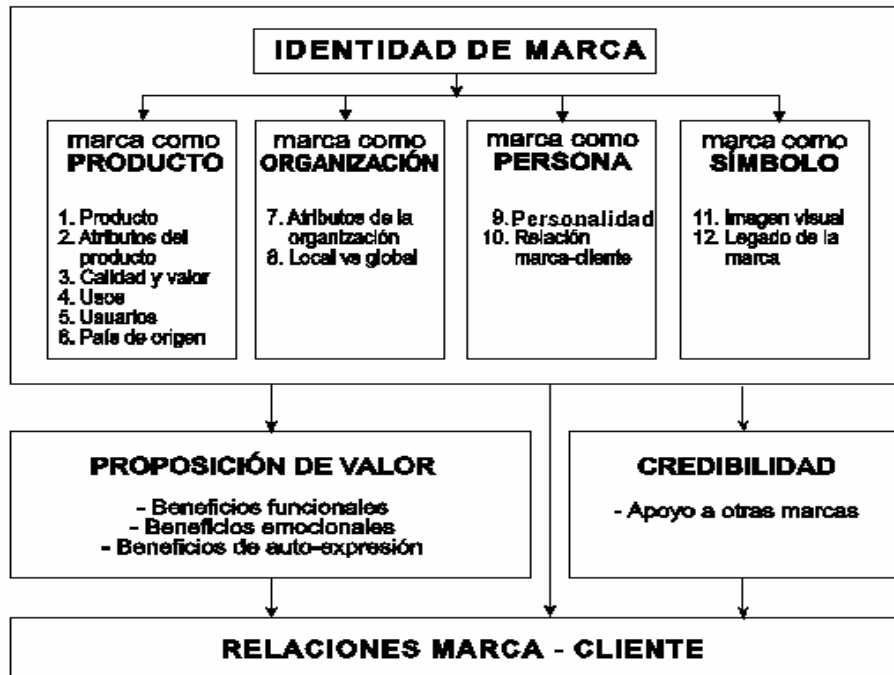 IDENTIDAD DE MARCA
marca como
PRODUCTO
1. Producto
2. Atributos del
producto
3. Calidad y valor
4. Usos
5. Usuarios
6. País de origen
marca como
ORGANIZACIÓN
7. Atributos de la
organización
8. Local vs global
marca como
PERSONA
9. Personalidad
10. Relación
marca-cliente
marca como
SÍMBOLO
11. Imagen visual
12. Legado de la
marca
PROPOSICIÓN DE VALOR
- Beneficios funcionales
- Beneficios emocionales
- Beneficios de auto-expresión
CREDIBILIDAD
- Apoyo a otras marcas
RELACIONES MARCA - CLIENTE